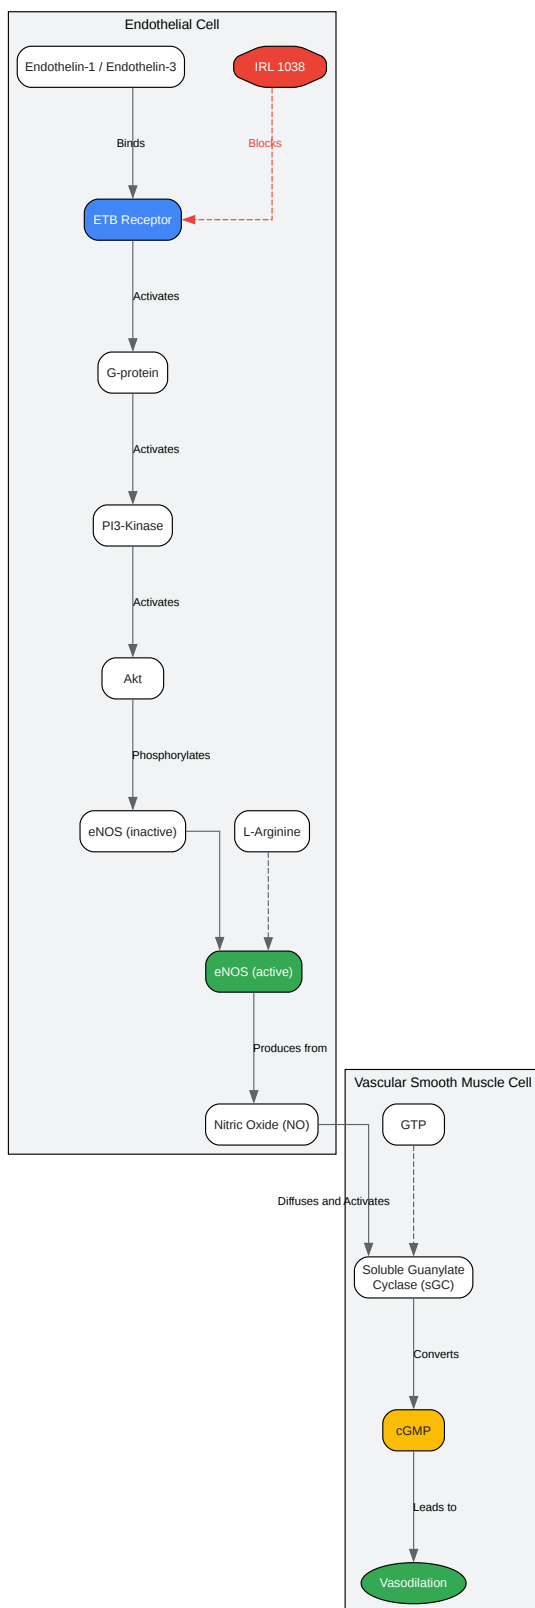 Endothelial Cell
Endothelin-1 / Endothelin-3
IRL 1038
Binds
Blocks
ETB Receptor
Activates
G-protein
Activates
PI3-Kinase
Activates
Akt
Phosphorylates
eNOS (inactive)
L-Arginine
eNOS (active)
Produces from
Vascular Smooth Muscle Cell
Nitric Oxide (NO)
GTP
Diffuses and Activates
Soluble Guanylate
Cyclase (sGC)
Converts
cGMP
Leads to
Vasodilation